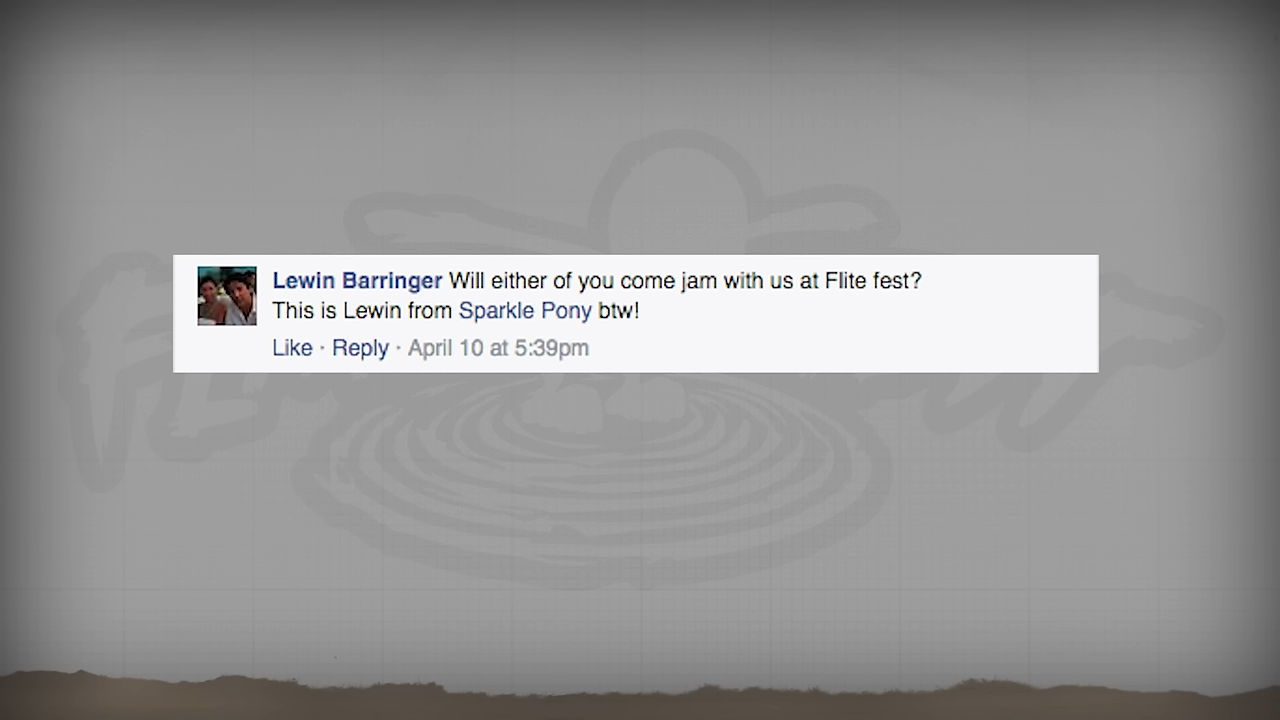 Lewin Barringer Will either of you come jam with us at Flite fest?
This is Lewin from Sparkle Pony btw!
Like · Reply · April 10 at 5:39pm